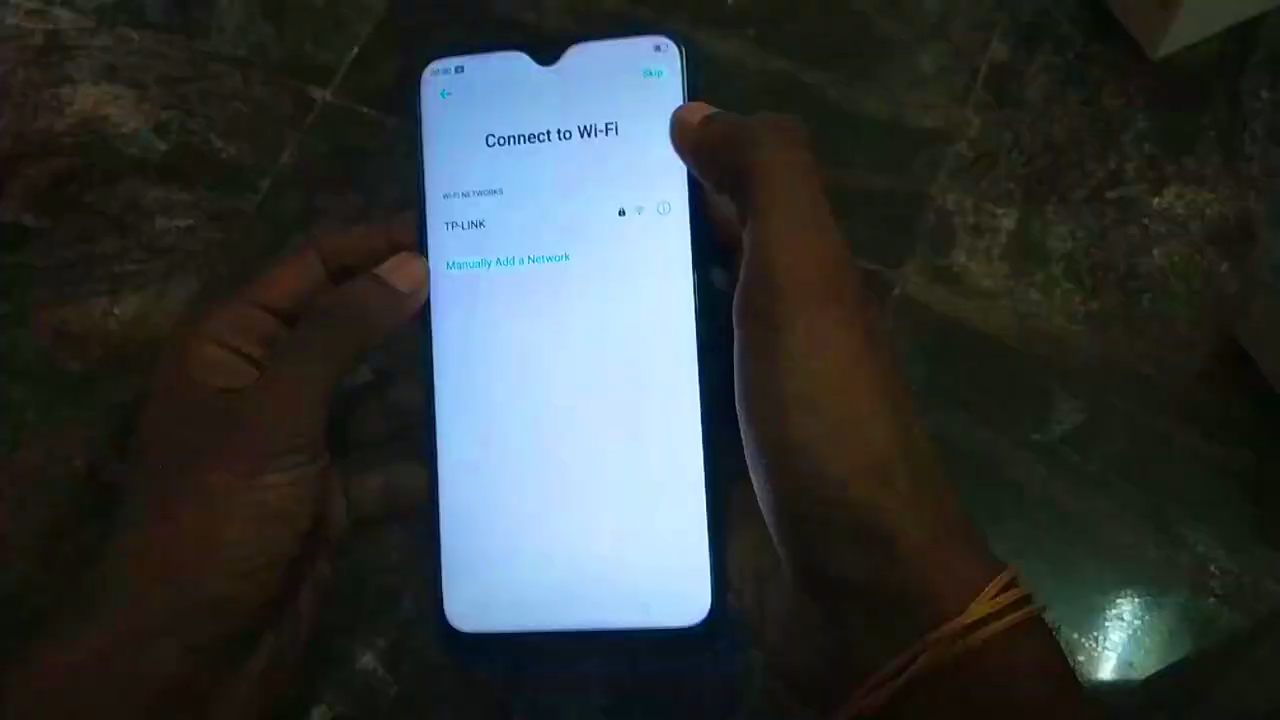 Skip
Connect to Wi-Fi
WI-FI NETWORKS
TP-LINK
Manually Add a Network